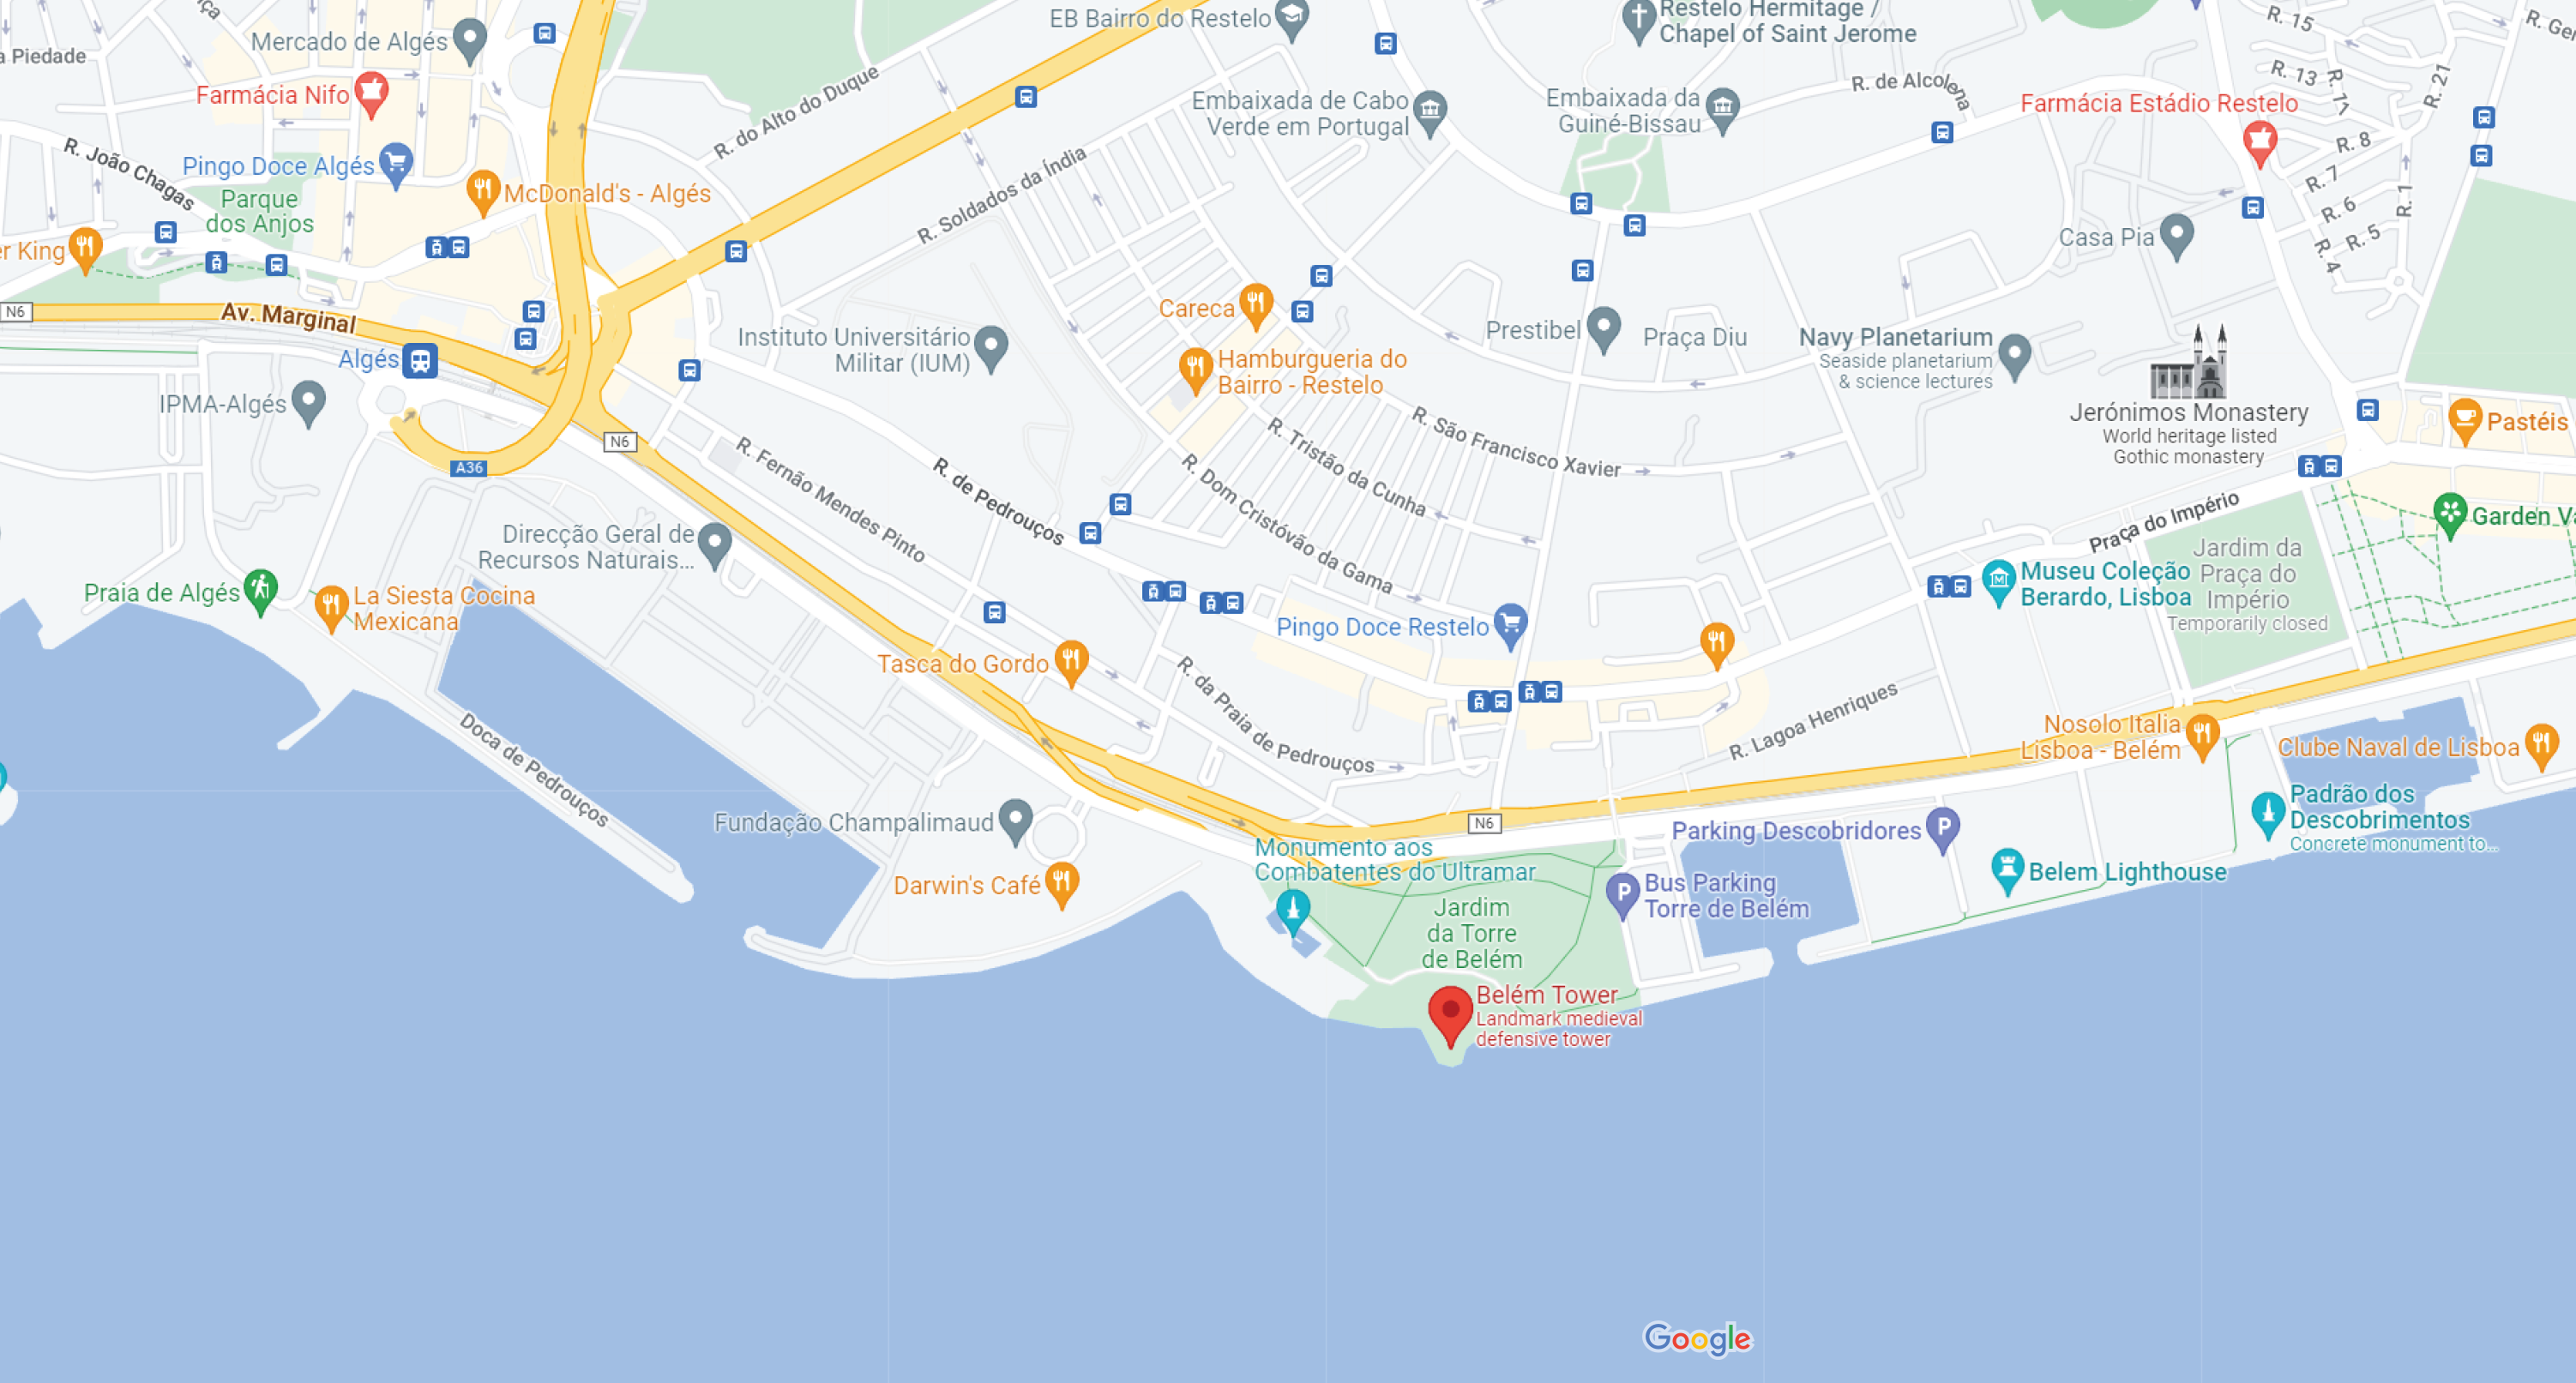 EB Bairro do Restelo
Restelo Hermitage /
Chapel of Saint Jerome
R. 15
Mercado de Algés
a Piedade
R. 13
R. 11
R. 21
R. do Alto do Duque
R. de Alcolena
Farmácia Nifo
Embaixada de Cabo
Verde em Portugal
Embaixada da
Guiné-Bissau
Farmácia Estádio Restelo
R. 8
R. João Chagas
Pingo Doce Algés
McDonald's - Algés
Parque
dos Anjos
R. Soldados da Índia
R. 7
R. 6
R. 5
R. 4
R. 1
er King
Casa Pia
N6
Av. Marginal
Careca
Algés
Instituto Universitário
Militar (IUM)
Hamburgueria do
Bairro - Restelo
Prestibel
Praça Diu
Navy Planetarium
Seaside planetarium
& science lectures
IPMA-Algés
N6
A36
Jerónimos Monastery
World heritage listed
Gothic monastery
Pastéis
R. São Francisco Xavier
R. Tristão da Cunha
R. Fernão Mendes Pinto
R. de Pedrouços
R. Dom Cristóvão da Gama
Direcção Geral de
Recursos Naturais...
Praça do Império
Garden Va
Jardim da
Praça do
Império
Temporarily closed
Museu Coleção
Berardo, Lisboa
Praia de Algés
La Siesta Cocina
Mexicana
Pingo Doce Restelo
Tasca do Gordo
R. da Praia de Pedrouços
R. Lagoa Henriques
Doca de Pedrouços
Nosolo Italia
Lisboa - Belém
Clube Naval de Lisboa
Padrão dos
Descobrimentos
Concrete monument to...
Fundação Champalimaud
N6
Parking Descobridores
Monumento aos
Combatentes do Ultramar
Belem Lighthouse
Darwin's Café
Bus Parking
Torre de Belém
Jardim
da Torre
de Belém
Belém Tower
Landmark medieval
defensive tower
Google